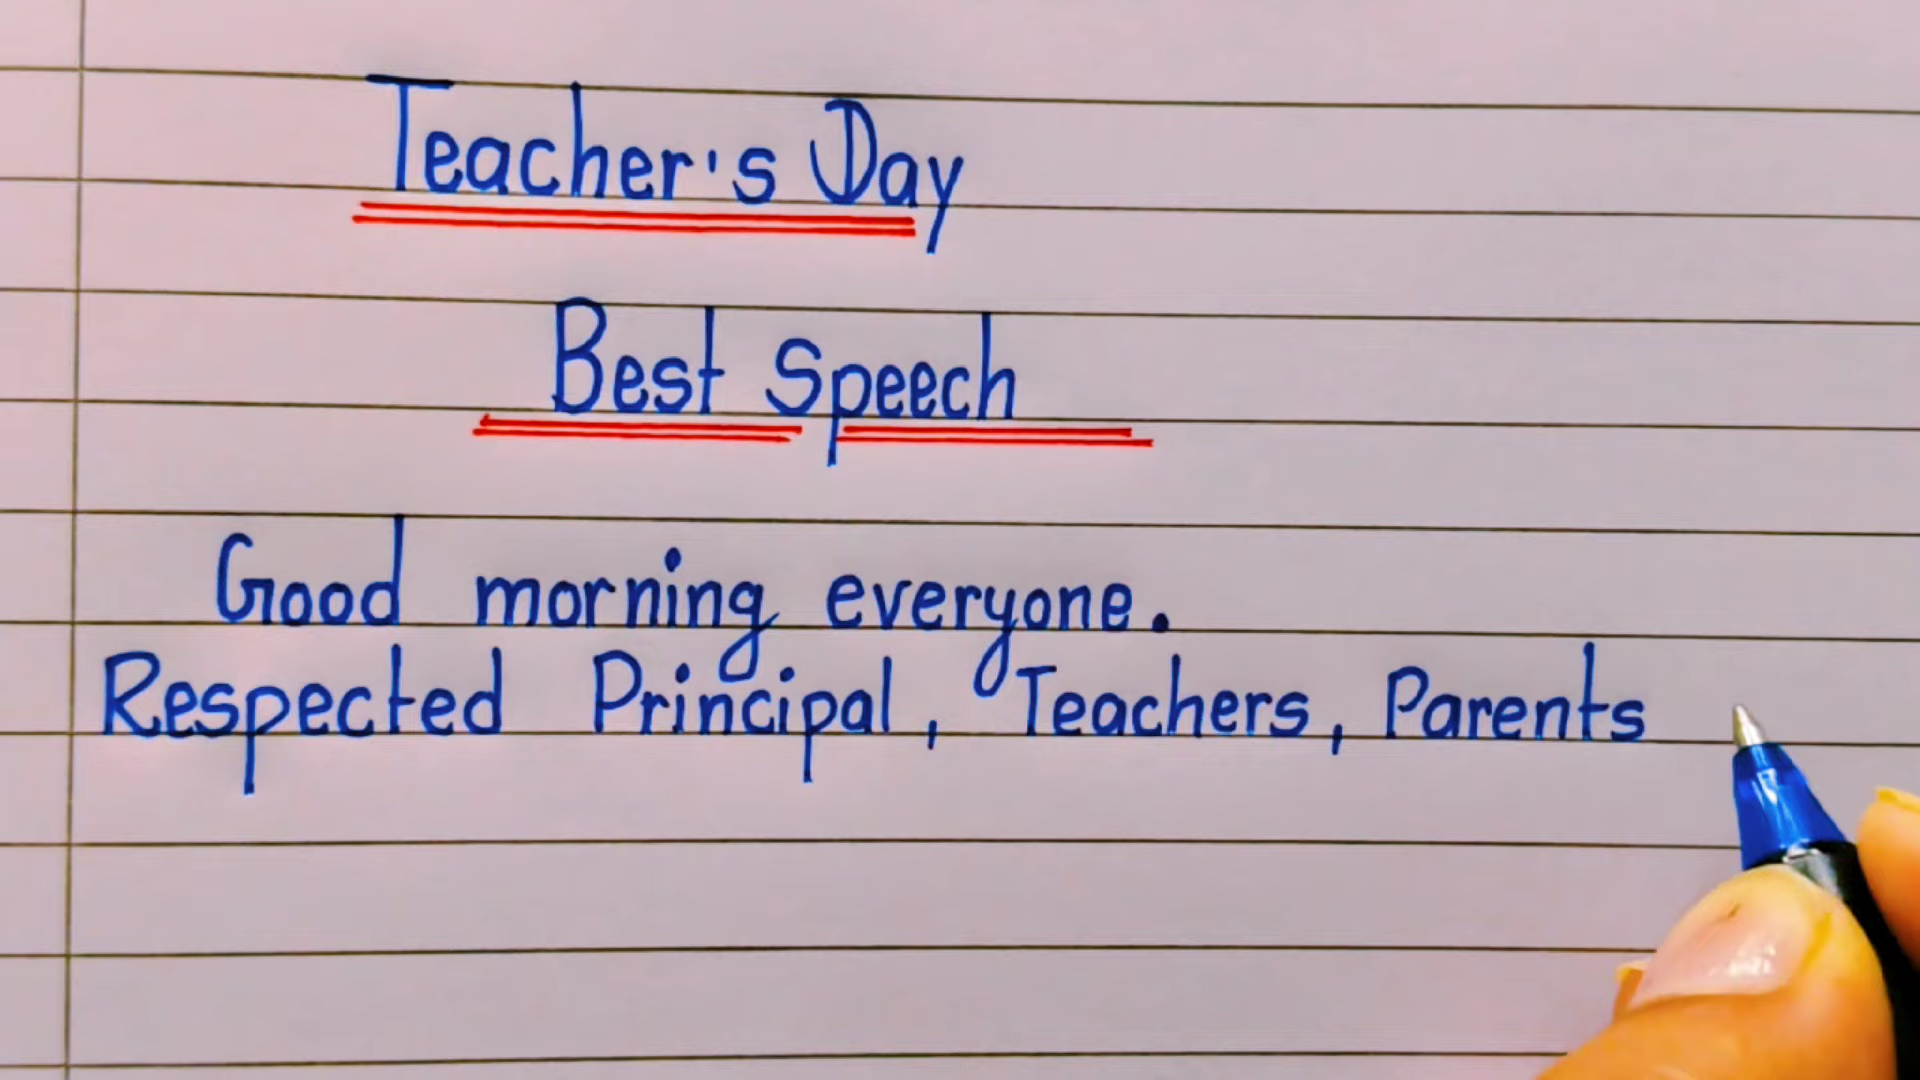 Teacher's Day
Best Speech
Good morning everyone.
Respected Principal, Teachers, Parents